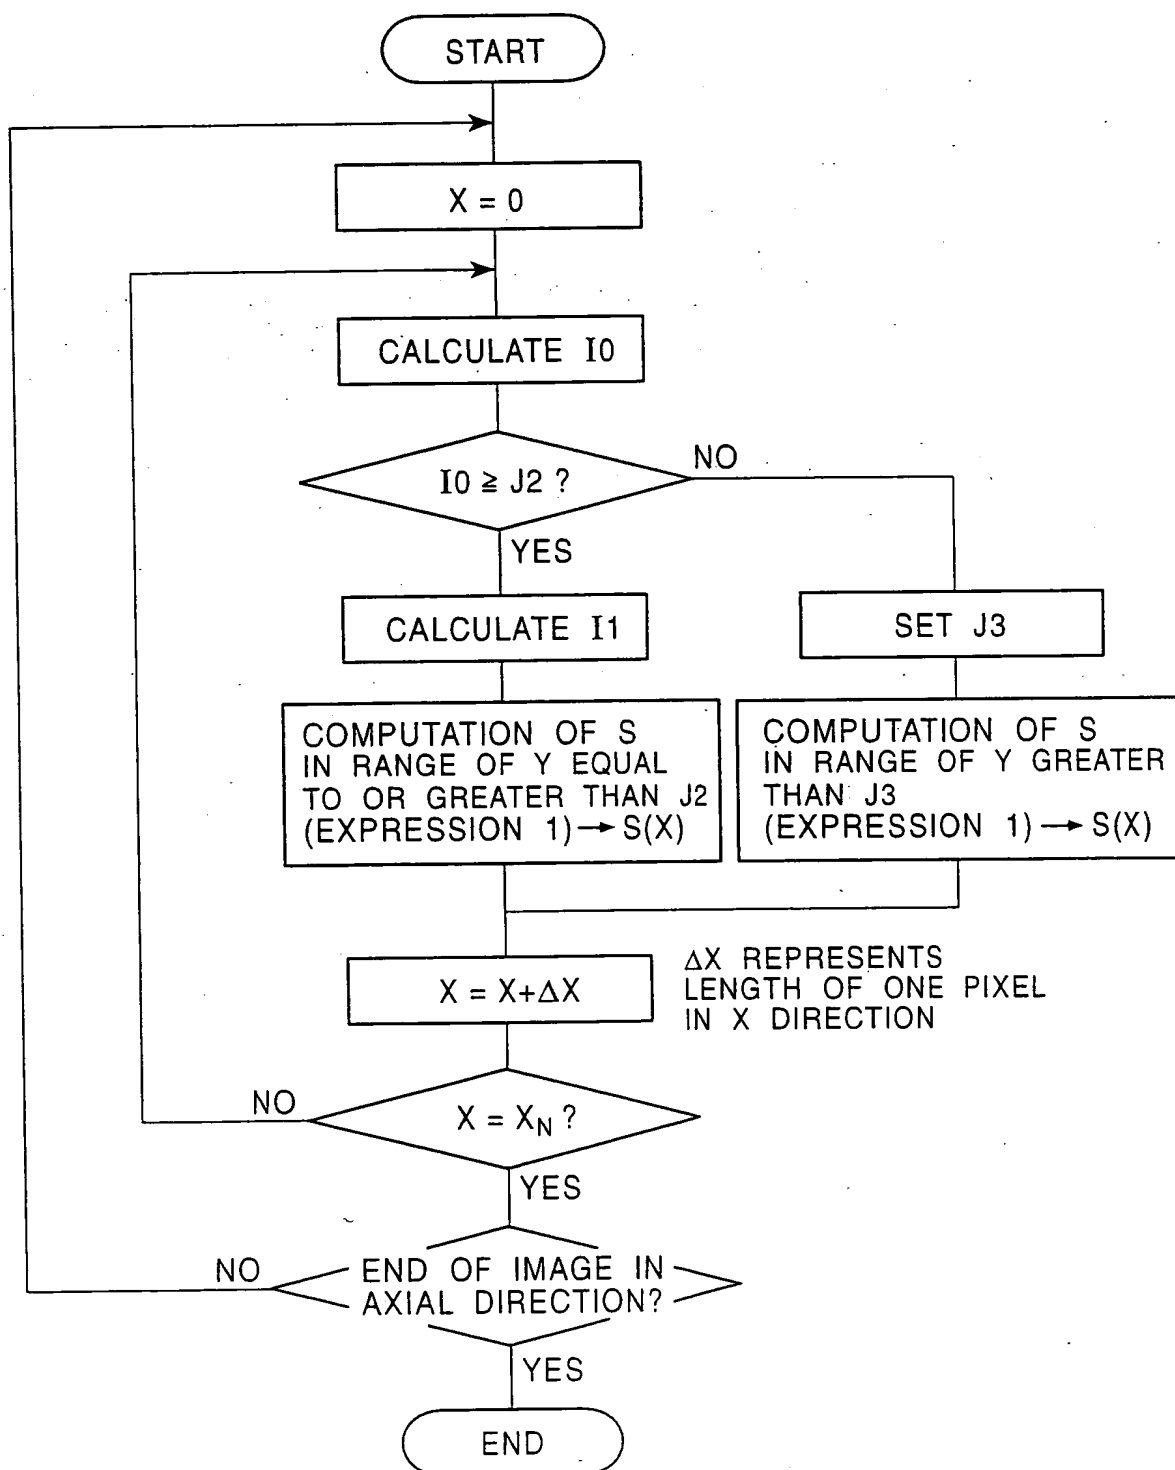 START
X = 0
CALCULATE I0
I0 ≧ J2 ?
NO
YES
CALCULATE I1
SET J3
COMPUTATION OF S
IN RANGE OF Y EQUAL
TO OR GREATER THAN J2
(EXPRESSION 1) → S(X)
COMPUTATION OF S
IN RANGE OF Y GREATER
THAN J3
(EXPRESSION 1) → S(X)
X = X+ΔX
ΔX REPRESENTS
LENGTH OF ONE PIXEL
IN X DIRECTION
NO
X = X_N ?
YES
NO
END OF IMAGE IN
AXIAL DIRECTION?
YES
END